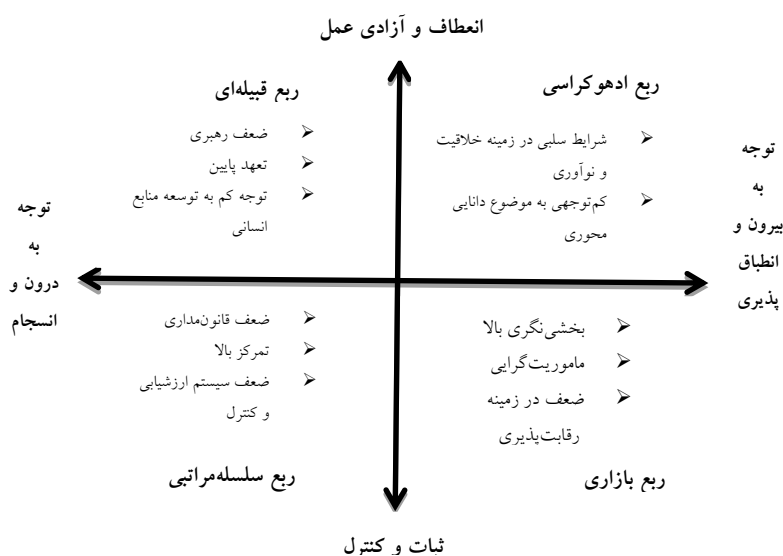 انعطاف و آزادی عمل
ربع ادهوکراسی
شرایط سلبی در زمینه خلاقیت
و نوآوری
کم‌توجهی به موضوع دانایی
محوری
ربع قبیله‌ای
ضعف رهبری
تعهد پایین
توجه کم به توسعه منابع
انسانی
توجه
به
بیرون و
انطباق
پذیری
توجه
به
درون و
انسجام
بخشی‌نگری بالا
ماموریت‌گرایی
ضعف در زمینه
رقابت‌پذیری
ربع بازاری
ضعف قانون‌مداری
تمرکز بالا
ضعف سیستم ارزشیابی
و کنترل
ربع سلسله‌مراتبی
ثبات و کنترل